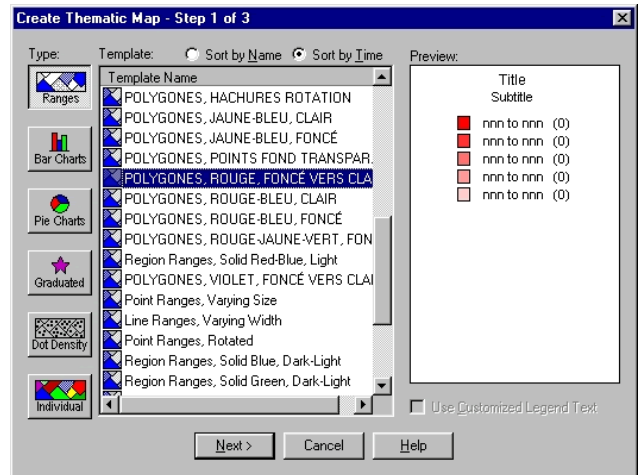 Create Thematic Map - Step 1 of 3
Type:
Ranges
Bar Charts
Pie Charts
Graduated
Dot Density
Individual
Template:
Sort by Name
Sort by Time
Template Name
POLYGONES, HACHURES ROTATION
POLYGONES, JAUNE-BLEU, CLAIR
POLYGONES, JAUNE-BLEU, FONCÉ
POLYGONES, POINTS FOND TRANSPAR.
POLYGONES, ROUGE, FONCÉ VERS CLA
POLYGONES, ROUGE-BLEU, CLAIR
POLYGONES, ROUGE-BLEU, FONCÉ
POLYGONES, ROUGE-JAUNE-VERT, FON
Region Ranges, Solid Red-Blue, Light
POLYGONES, VIOLET, FONCÉ VERS CLAI
Point Ranges, Varying Size
Line Ranges, Varying Width
Point Ranges, Rotated
Region Ranges, Solid Blue, Dark-Light
Region Ranges, Solid Green, Dark-Light
Preview:
Title
Subtitle
nnn to nnn (0)
nnn to nnn (0)
nnn to nnn (0)
nnn to nnn (0)
nnn to nnn (0)
Use Customized Legend Text
Next >
Cancel
Help